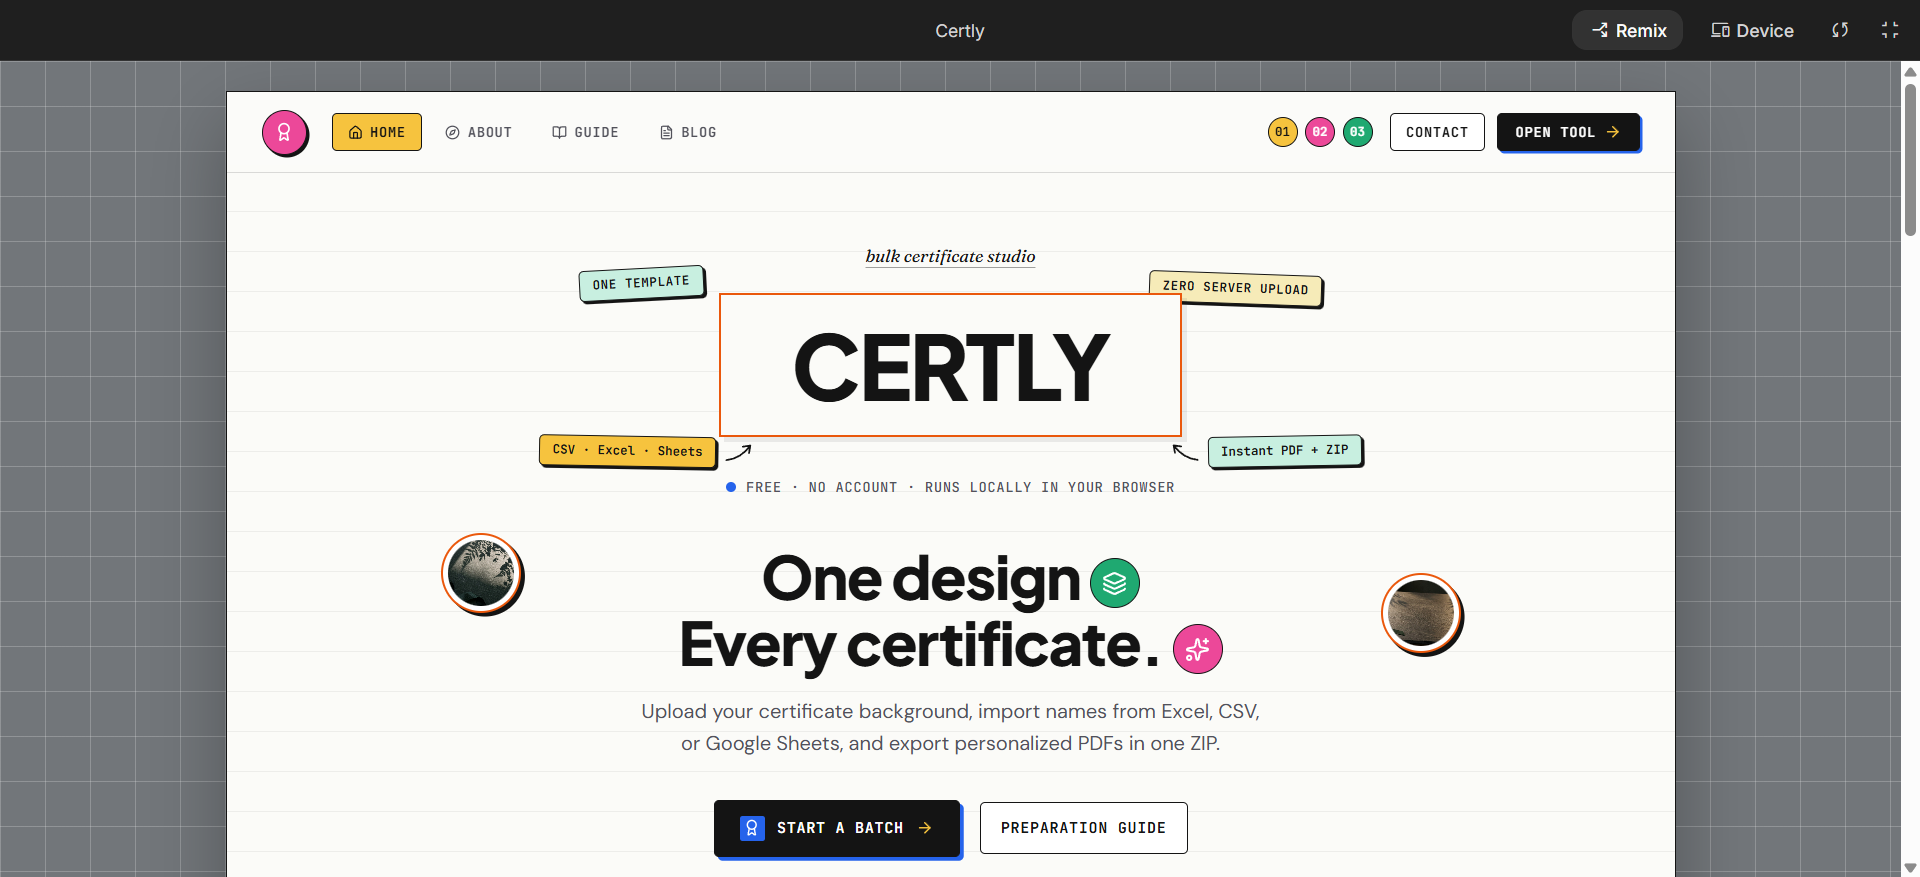 Certly
Remix
Device
HOME
ABOUT
GUIDE
BLOG
01
02
03
CONTACT
OPEN TOOL
bulk certificate studio
ONE TEMPLATE
ZERO SERVER UPLOAD
CERTLY
CSV · Excel · Sheets
Instant PDF + ZIP
FREE · NO ACCOUNT · RUNS LOCALLY IN YOUR BROWSER
One design
Every certificate.
Upload your certificate background, import names from Excel, CSV,
or Google Sheets, and export personalized PDFs in one ZIP.
START A BATCH
PREPARATION GUIDE